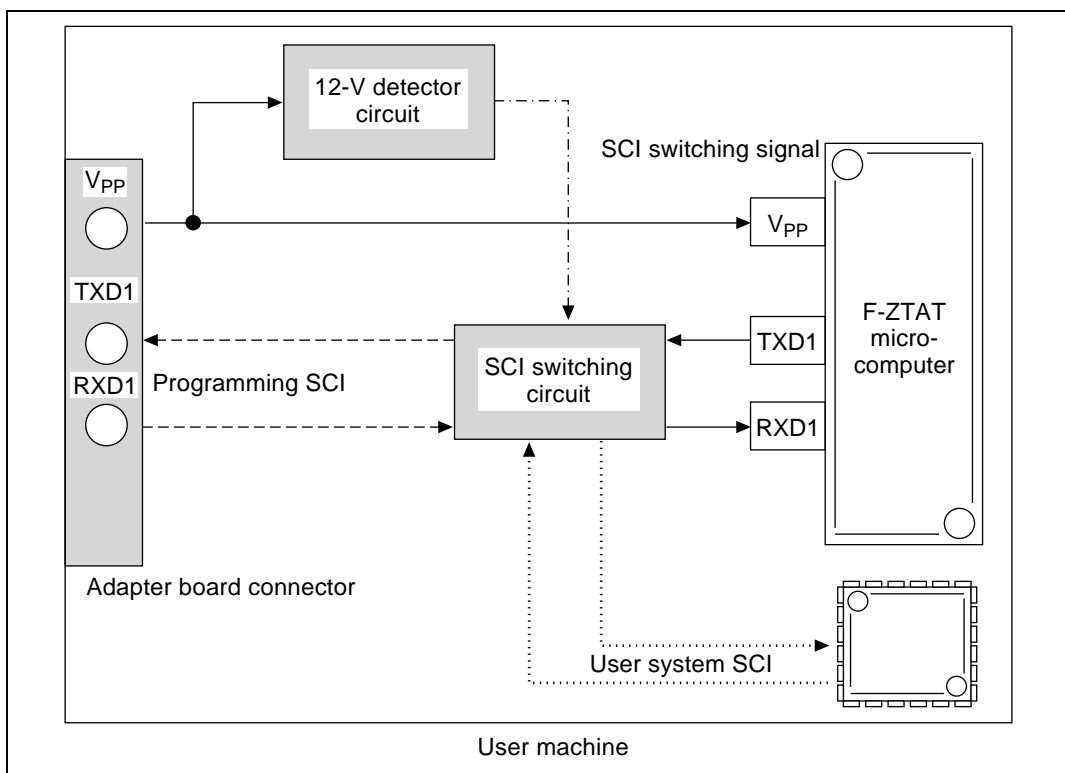 12-V detector
circuit
SCI switching signal
VPP
VPP
TXD1
F-ZTAT
micro-
computer
TXD1
SCI switching
circuit
RXD1
Programming SCI
RXD1
Adapter board connector
User system SCI
User machine